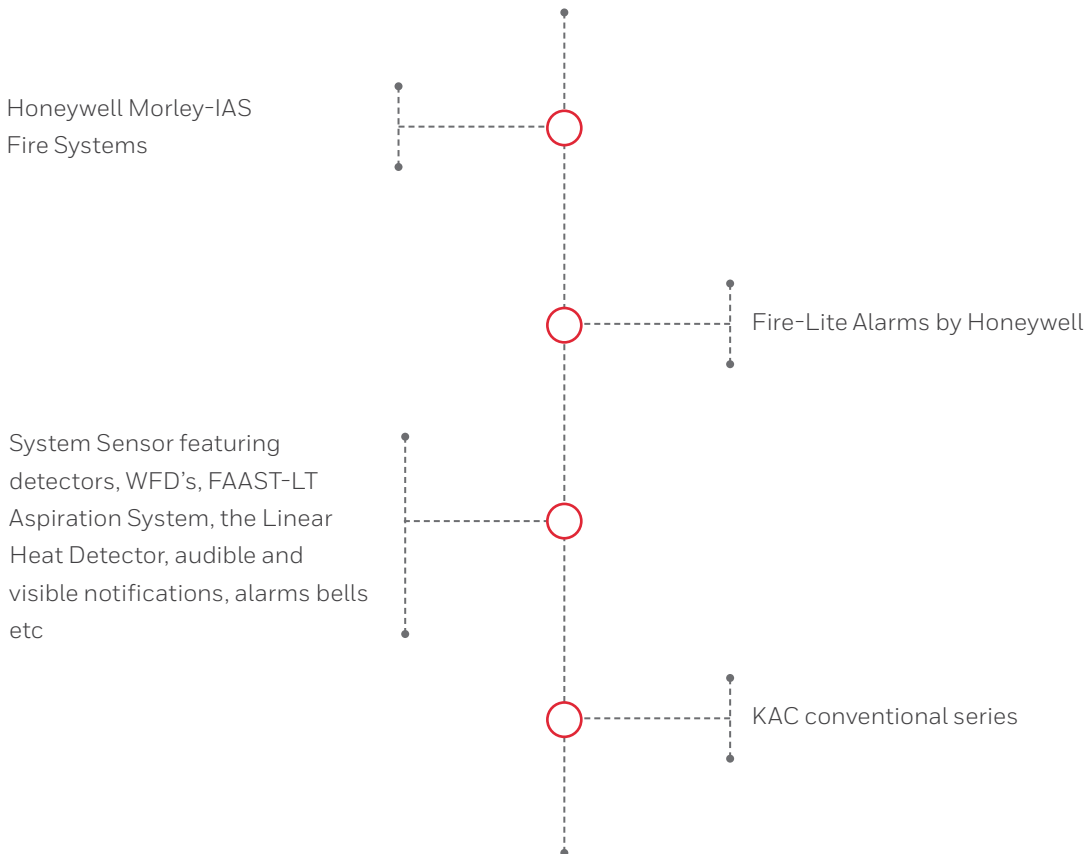 Honeywell Morley-IAS
Fire Systems
Fire-Lite Alarms by Honeywell
System Sensor featuring
detectors, WFD's, FAAST-LT
Aspiration System, the Linear
Heat Detector, audible and
visible notifications, alarms bells
etc
KAC conventional series